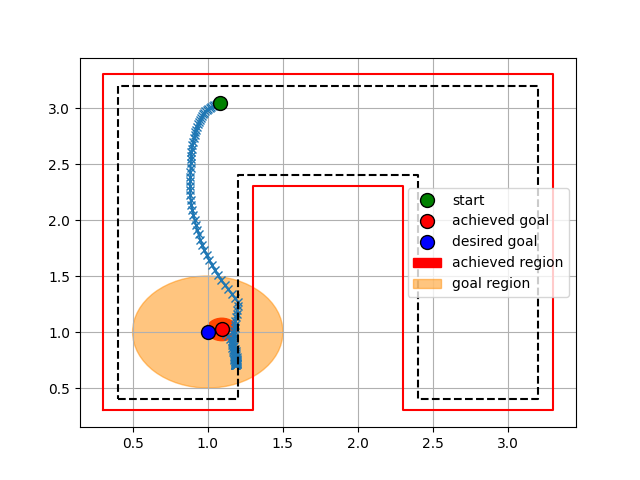 3.0
2.5
2.0
1.5
1.0
0.5
start
achieved goal
desired goal
achieved region
goal region
0.5 1.0 1.5 2.0 2.5 3.0